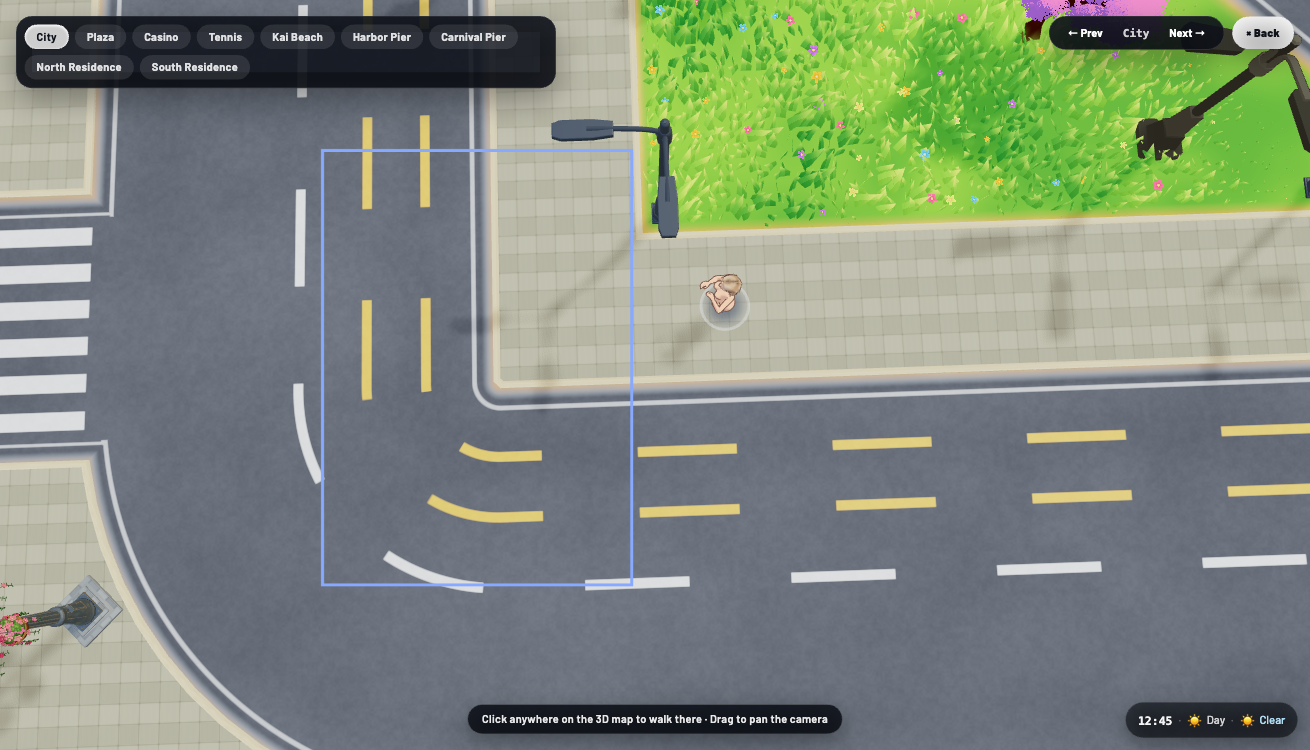 City Plaza Casino Tennis Kai Beach Harbor Pier Carnival Pier
North Residence South Residence
← Prev City Next →
× Back
Click anywhere on the 3D map to walk there · Drag to pan the camera
12:45 · ☀️ Day · ☀️ Clear